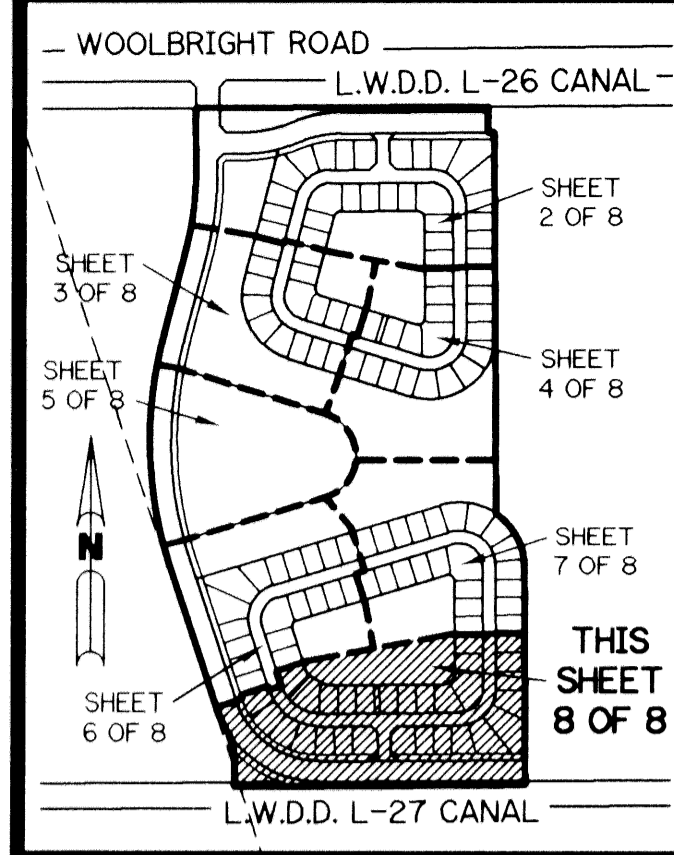 WOOLBRIGHT ROAD
L.W.D.D. L-26 CANAL
SHEET
2 OF 8
SHEET
3 OF 8
SHEET
4 OF 8
SHEET
5 OF 8
N
SHEET
7 OF 8
THIS
SHEET
8 OF 8
SHEET
6 OF 8
L.W.D.D. L-27 CANAL